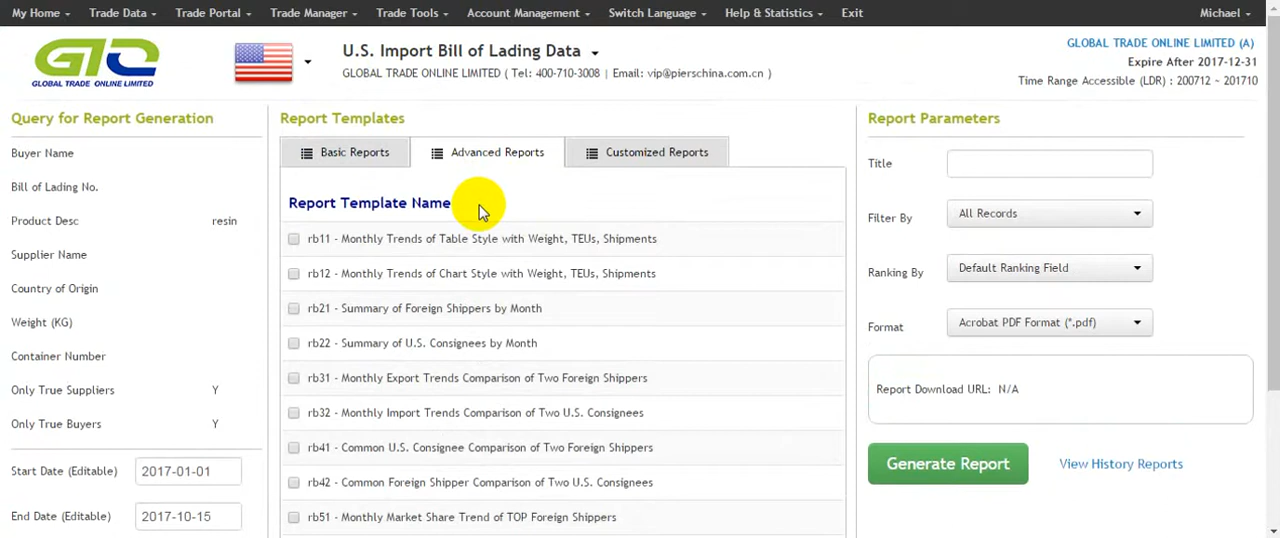 My Home Trade Data Trade Portal Trade Manager Trade Tools Account Management Switch Language Help & Statistics Exit Michael
GTO
GLOBAL TRADE ONLINE LIMITED
U.S. Import Bill of Lading Data
GLOBAL TRADE ONLINE LIMITED ( Tel: 400-710-3008 | Email: vip@pierschina.com.cn )
GLOBAL TRADE ONLINE LIMITED (A)
Expire After 2017-12-31
Time Range Accessible (LDR) : 200712 ~ 201710
Query for Report Generation
Buyer Name
Bill of Lading No.
Product Desc resin
Supplier Name
Country of Origin
Weight (KG)
Container Number
Only True Suppliers Y
Only True Buyers Y
Start Date (Editable) 2017-01-01
End Date (Editable) 2017-10-15
Report Templates
Basic Reports Advanced Reports Customized Reports
Report Template Name
rb11 - Monthly Trends of Table Style with Weight, TEUs, Shipments
rb12 - Monthly Trends of Chart Style with Weight, TEUs, Shipments
rb21 - Summary of Foreign Shippers by Month
rb22 - Summary of U.S. Consignees by Month
rb31 - Monthly Export Trends Comparison of Two Foreign Shippers
rb32 - Monthly Import Trends Comparison of Two U.S. Consignees
rb41 - Common U.S. Consignee Comparison of Two Foreign Shippers
rb42 - Common Foreign Shipper Comparison of Two U.S. Consignees
rb51 - Monthly Market Share Trend of TOP Foreign Shippers
Report Parameters
Title
Filter By All Records
Ranking By Default Ranking Field
Format Acrobat PDF Format (*.pdf)
Report Download URL: N/A
Generate Report View History Reports